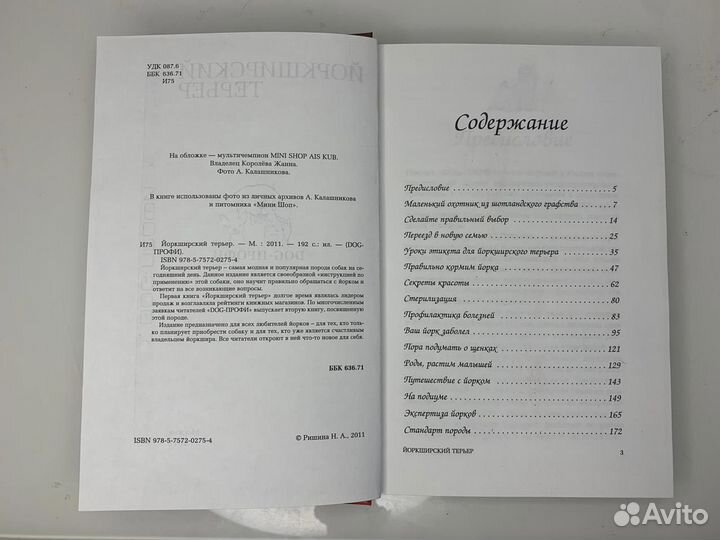 УДК 087.6
ББК 636.71
И75
На обложке — мультичемпион MINI SHOP AIS KUB.
Владелец Королёва Жанна.
Фото А. Калашникова.
В книге использованы фото из личных архивов А. Калашникова
и питомника «Мини Шоп».
И75 Йоркширский терьер. — М. : 2011. — 192 с.: ил. — (DOG-
ПРОФИ).
ISBN 978-5-7572-0275-4
Йоркширский терьер – самая модная и популярная порода собак на се-
годняшний день. Данное издание является своеобразной «инструкцией по
применению» этой собаки, оно научит правильно обращаться с йорком и
ответит на все возникающие вопросы.
Первая книга «Йоркширский терьер» долгое время являлась лидером
продаж и возглавляла рейтинги книжных магазинов. По многочисленным
заявкам читателей «DOG-ПРОФИ» выпускает вторую книгу, посвященную
этой породе.
Издание предназначено для всех любителей йорков – для тех, кто толь-
ко планирует приобрести собаку и для тех, кто уже является счастливым
владельцем йоркшира. Все читатели откроют в ней что-то новое для себя.
ББК 636.71
ISBN 978-5-7572-0275-4
© Ришина Н. А., 2011
Содержание
Предисловие 5
Маленький охотник из шотландского графства 7
Сделайте правильный выбор 14
Переезд в новую семью 25
Уроки этикета для йоркширского терьера 35
Правильно кормим йорка 47
Секреты красоты 62
Стерилизация 80
Профилактика болезней 83
Ваш йорк заболел 95
Пора подумать о щенках 121
Роды, растим малышей 129
Путешествие с йорком 143
На подиуме 149
Экспертиза йорков 165
Стандарт породы 172
ЙОРКШИРСКИЙ ТЕРЬЕР 3
Avito